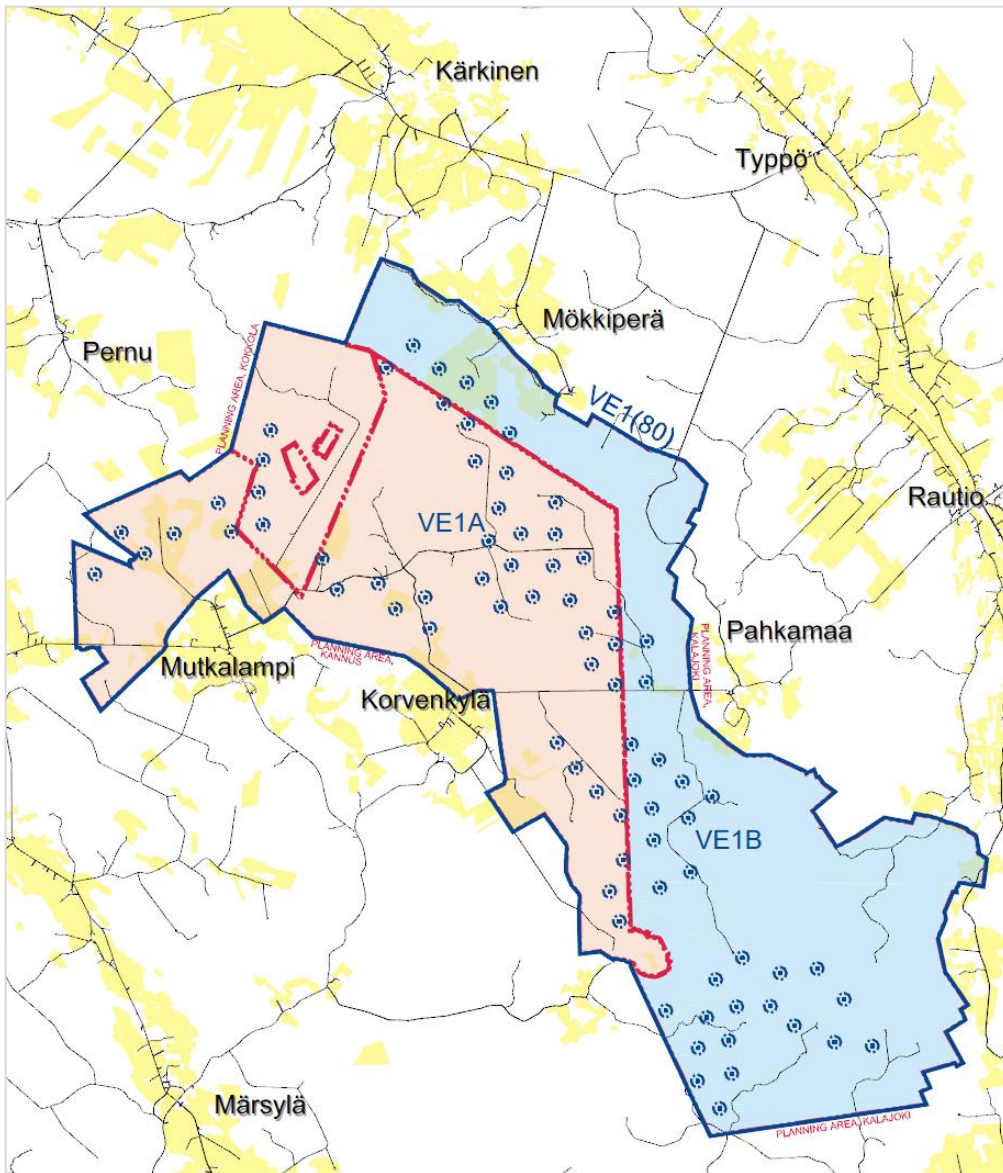 Kärkinen
Typpö
Mökkiperä
Pernu
PLANNING AREA, KOKKOLA
VE1(80)
Rautio
VE1A
Pahkamaa
PLANNING AREA,
KALAJOKI
Mutkalampi
PLANNING AREA,
KANNUS
Korvenkylä
VE1B
Märsylä
PLANNING AREA, KALAJOKI